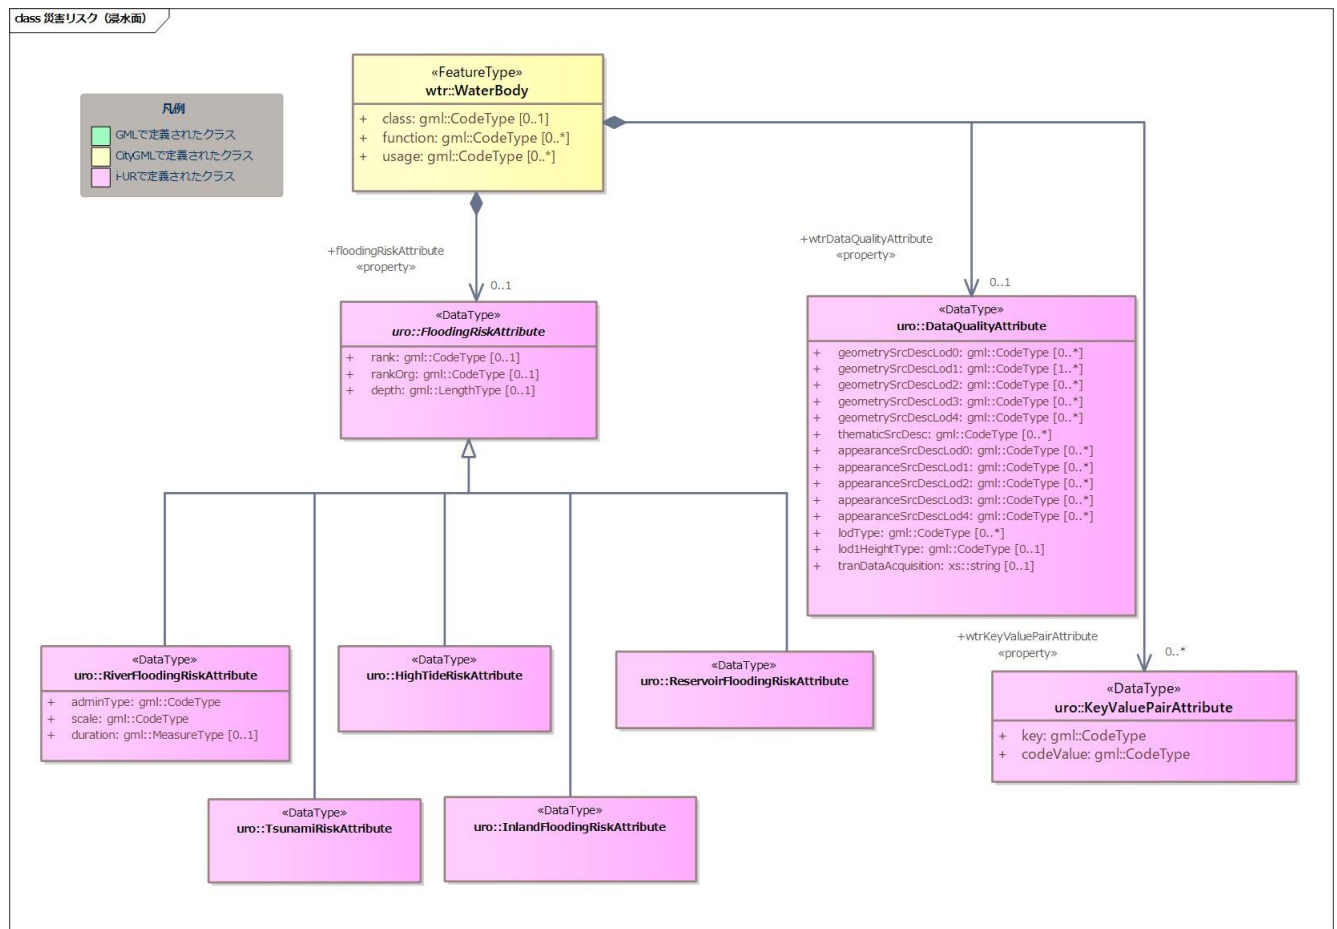 class 災害リスク（浸水面）
凡例
GMLで定義されたクラス
CityGMLで定義されたクラス
i-URで定義されたクラス
«FeatureType»
wtr::WaterBody
+ class: gml::CodeType [0..1]
+ function: gml::CodeType [0..*]
+ usage: gml::CodeType [0..*]
+floodingRiskAttribute
«property»
0..1
+wtrDataQualityAttribute
«property»
0..1
«DataType»
uro::FloodingRiskAttribute
+ rank: gml::CodeType [0..1]
+ rankOrg: gml::CodeType [0..1]
+ depth: gml::LengthType [0..1]
«DataType»
uro::DataQualityAttribute
+ geometrySrcDescLod0: gml::CodeType [0..*]
+ geometrySrcDescLod1: gml::CodeType [1..*]
+ geometrySrcDescLod2: gml::CodeType [0..*]
+ geometrySrcDescLod3: gml::CodeType [0..*]
+ geometrySrcDescLod4: gml::CodeType [0..*]
+ thematicSrcDesc: gml::CodeType [0..*]
+ appearanceSrcDescLod0: gml::CodeType [0..*]
+ appearanceSrcDescLod1: gml::CodeType [0..*]
+ appearanceSrcDescLod2: gml::CodeType [0..*]
+ appearanceSrcDescLod3: gml::CodeType [0..*]
+ appearanceSrcDescLod4: gml::CodeType [0..*]
+ lodType: gml::CodeType [0..*]
+ lod1HeightType: gml::CodeType [0..1]
+ tranDataAcquisition: xs::string [0..1]
+wtrKeyValuePairAttribute
«property»
0..*
«DataType»
uro::RiverFloodingRiskAttribute
+ adminType: gml::CodeType
+ scale: gml::CodeType
+ duration: gml::MeasureType [0..1]
«DataType»
uro::HighTideRiskAttribute
«DataType»
uro::ReservoirFloodingRiskAttribute
«DataType»
uro::KeyValuePairAttribute
+ key: gml::CodeType
+ codeValue: gml::CodeType
«DataType»
uro::TsunamiRiskAttribute
«DataType»
uro::InlandFloodingRiskAttribute